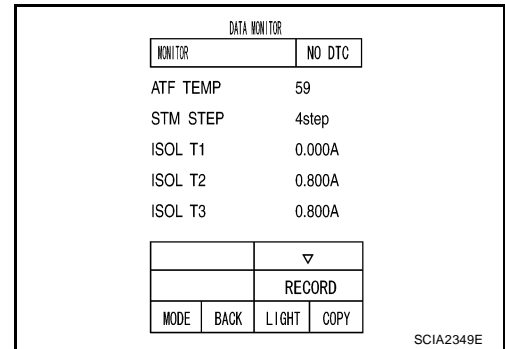 DATA MONITOR
MONITOR NO DTC
ATF TEMP 59
STM STEP 4step
ISOL T1 0.000A
ISOL T2 0.800A
ISOL T3 0.800A
▽
RECORD
MODE BACK LIGHT COPY
SCIA2349E